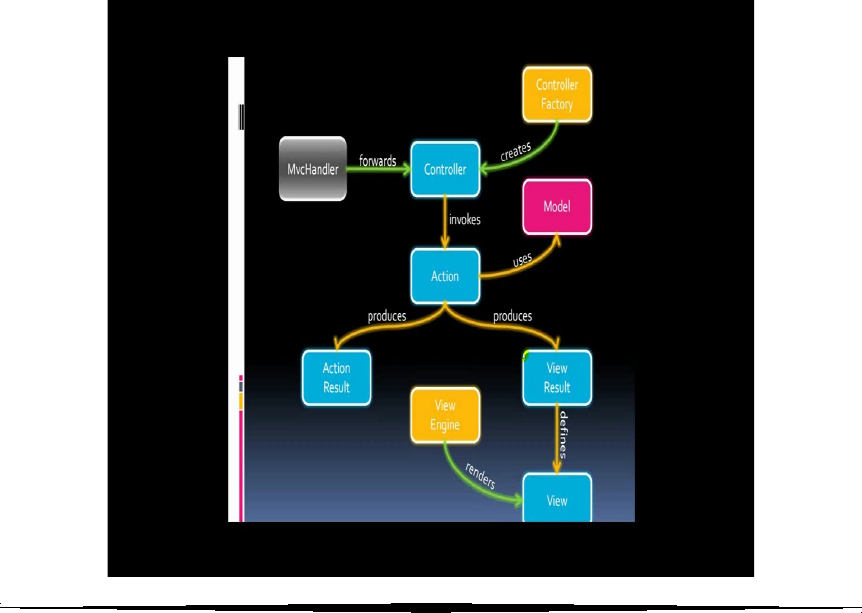 Controller
Factory
MvcHandler
forwards
Controller
creates
Model
invokes
Action
uses
produces
produces
Action
Result
View
Result
View
Engine
defines
renders
View